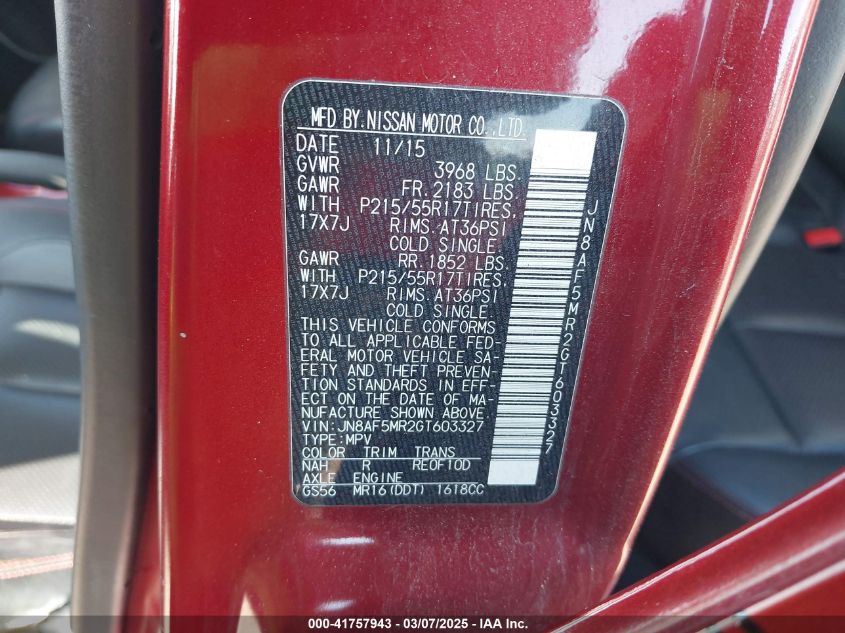 MFD BY.NISSAN MOTOR CO.,LTD.
DATE 11/15
GVWR 3968 LBS.
GAWR FR.2183 LBS.
WITH P215/55R17TIRES,
17X7J RIMS.AT36PSI
COLD SINGLE
GAWR RR.1852 LBS.
WITH P215/55R17TIRES,
17X7J RIMS.AT36PSI
COLD SINGLE.
THIS VEHICLE CONFORMS
TO ALL APPLICABLE FED-
ERAL MOTOR VEHICLE SA-
FETY AND THEFT PREVEN-
TION STANDARDS IN EFF-
ECT ON THE DATE OF MA-
NUFACTURE SHOWN ABOVE.
VIN:JN8AF5MR2GT603327
TYPE:MPV
COLOR TRIM TRANS
NAH R RE0F10D
AXLE ENGINE
GS56 MR16(DDT) 1618CC
JN8AF5MR2GT603327
000-41757943 - 03/07/2025 - IAA Inc.